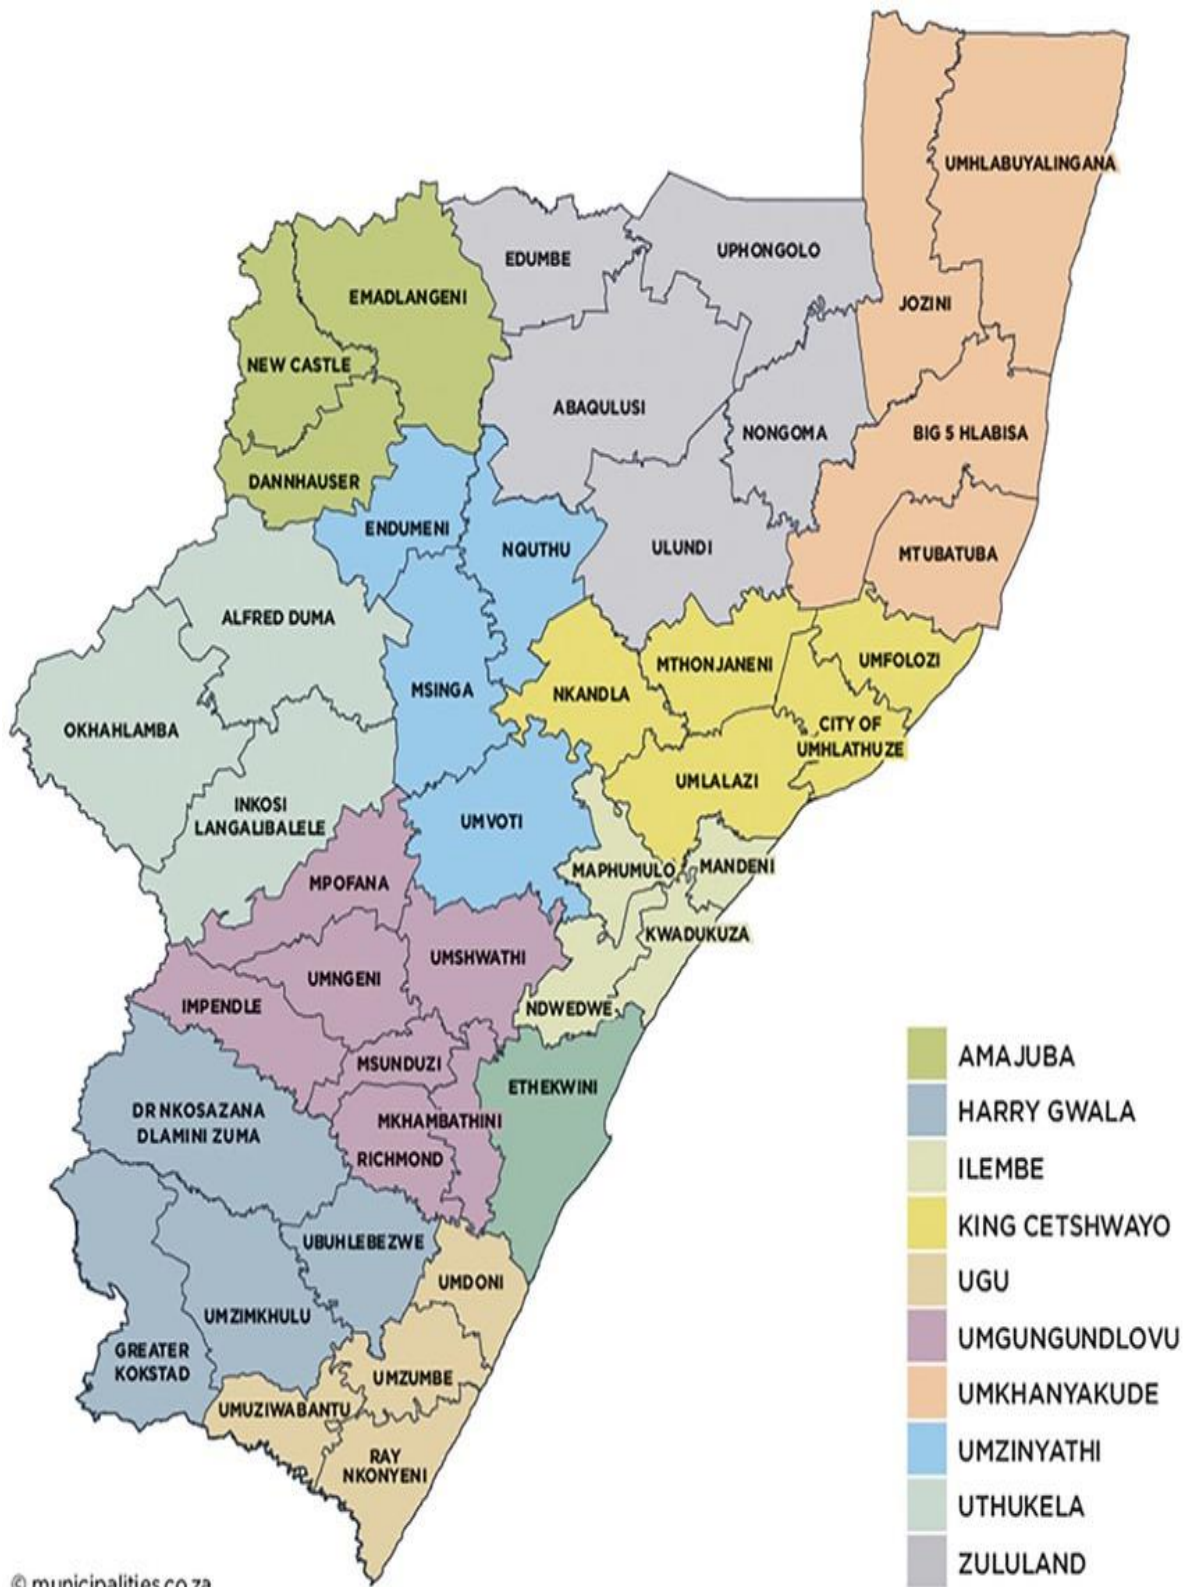 UMHLABUYALINGANA
EDUMBE
UPHONGOLO
EMADLANGENI
JOZINI
NEW CASTLE
ABAQULUSI
NONGOMA
BIG 5 HLABISA
DANNHAUSER
ENDUMENI
NQUTHU
ULUNDI
MTUBATUBA
ALFRED DUMA
MTHONJANENI
UMFOLOZI
MSINGA
NKANDLA
OKHAHLAMBA
CITY OF
UMHLATHUZE
UMLALAZI
INKOSI
LANGALIBALELE
UMVOTI
MAPHUMULO
MANDENI
MPOFANA
KWADUKUZA
UMSHWATHI
UMNGENI
IMPENDLE
NDWEDWE
MSUNDUZI
ETHEKWINI
DR NKOSAZANA
DLAMINI ZUMA
MKHAMBATHINI
RICHMOND
UBUHLEBEZWE
UMDONI
UMZIMKHULU
GREATER
KOKSTAD
UMZUMBE
UMUZIWABANTU
RAY
NKONYENI
AMAJUBA
HARRY GWALA
ILEMBE
KING CETSHWAYO
UGU
UMGUNGUNDLOVU
UMKHANYAKUDE
UMZINYATHI
UTHUKELA
ZULULAND
© municipalities.co.za